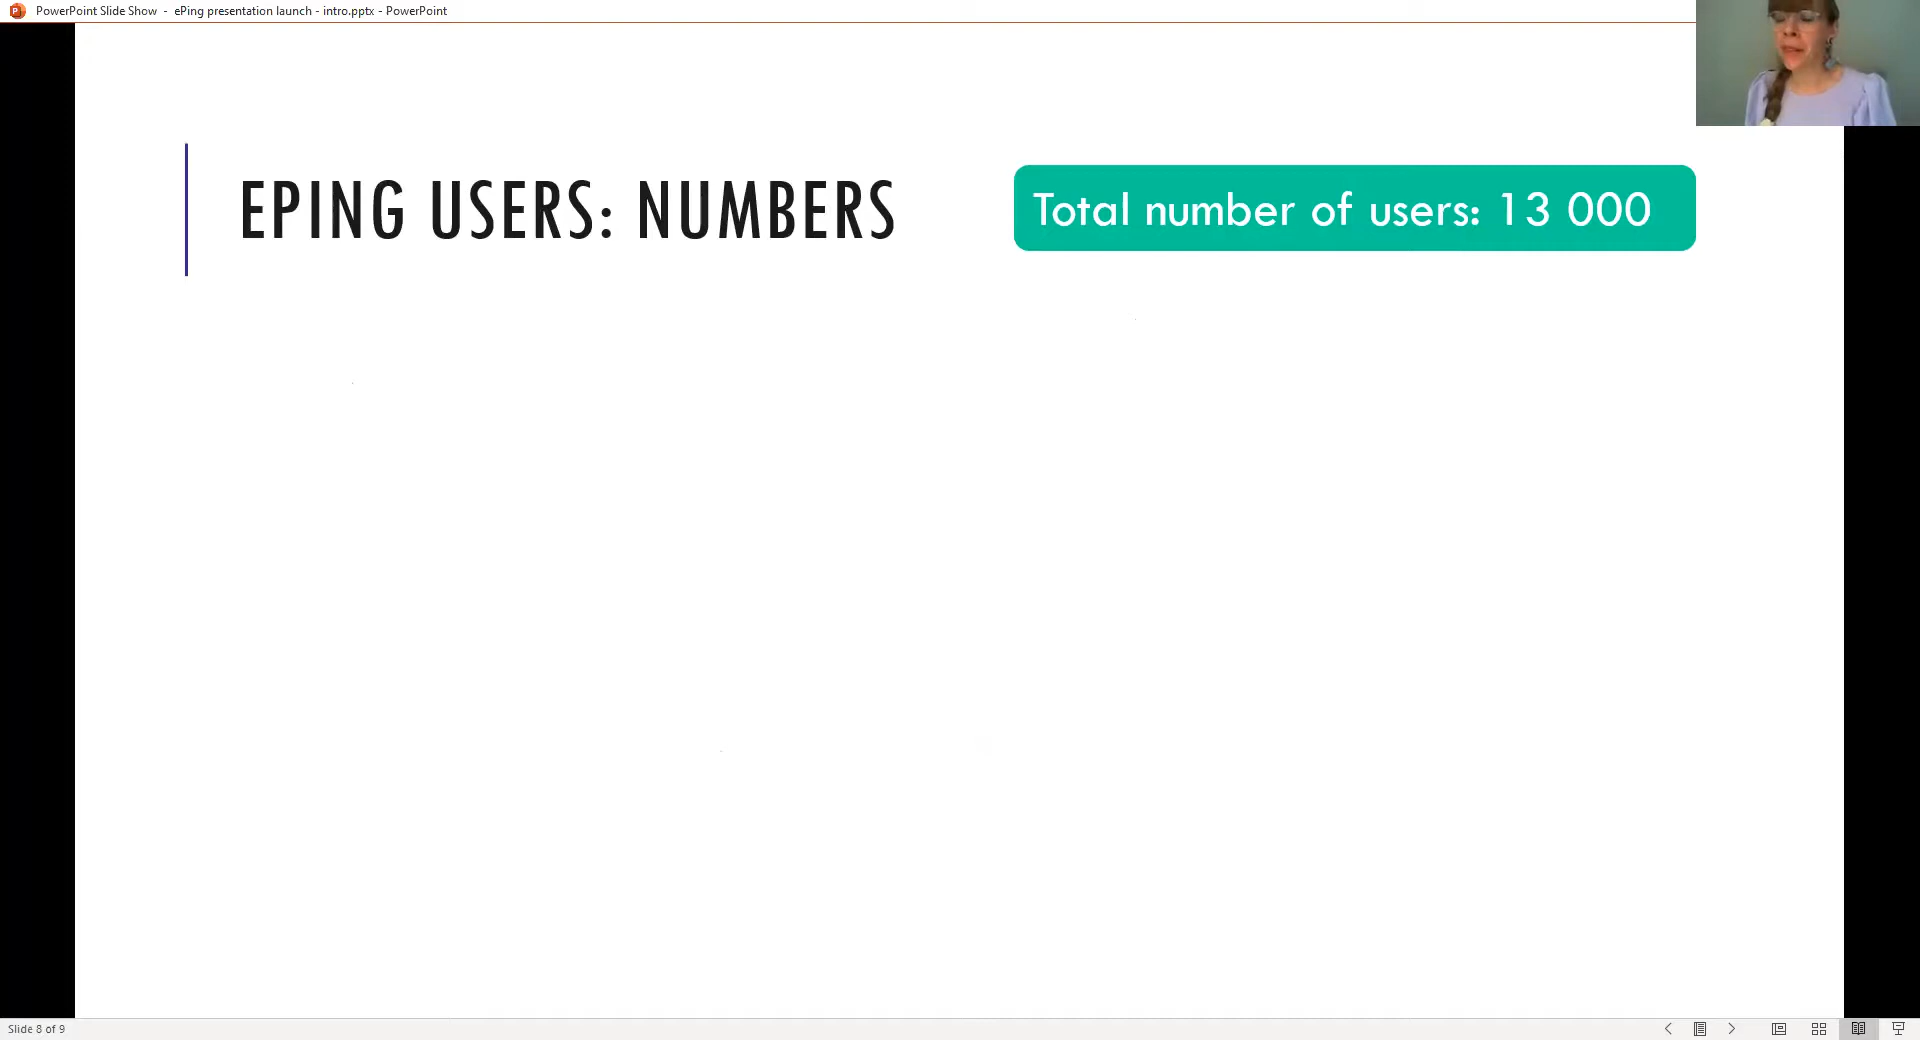 PowerPoint Slide Show - ePing presentation launch - intro.pptx - PowerPoint
EPING USERS: NUMBERS
Total number of users: 13 000
Slide 8 of 9